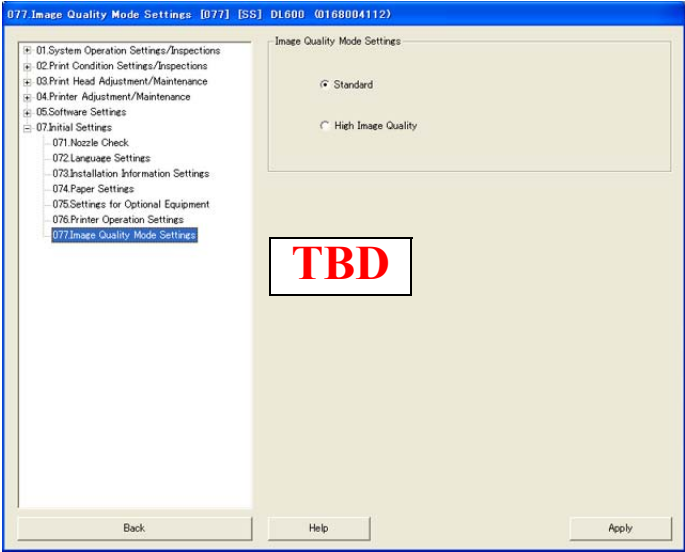 077.Image Quality Mode Settings [077] [SS] DL600 (0168004112)
01.System Operation Settings/Inspections
02.Print Condition Settings/Inspections
03.Print Head Adjustment/Maintenance
04.Printer Adjustment/Maintenance
05.Software Settings
07.Initial Settings
071.Nozzle Check
072.Language Settings
073.Installation Information Settings
074.Paper Settings
075.Settings for Optional Equipment
076.Printer Operation Settings
077.Image Quality Mode Settings
Image Quality Mode Settings
Standard
High Image Quality
TBD
Back
Help
Apply